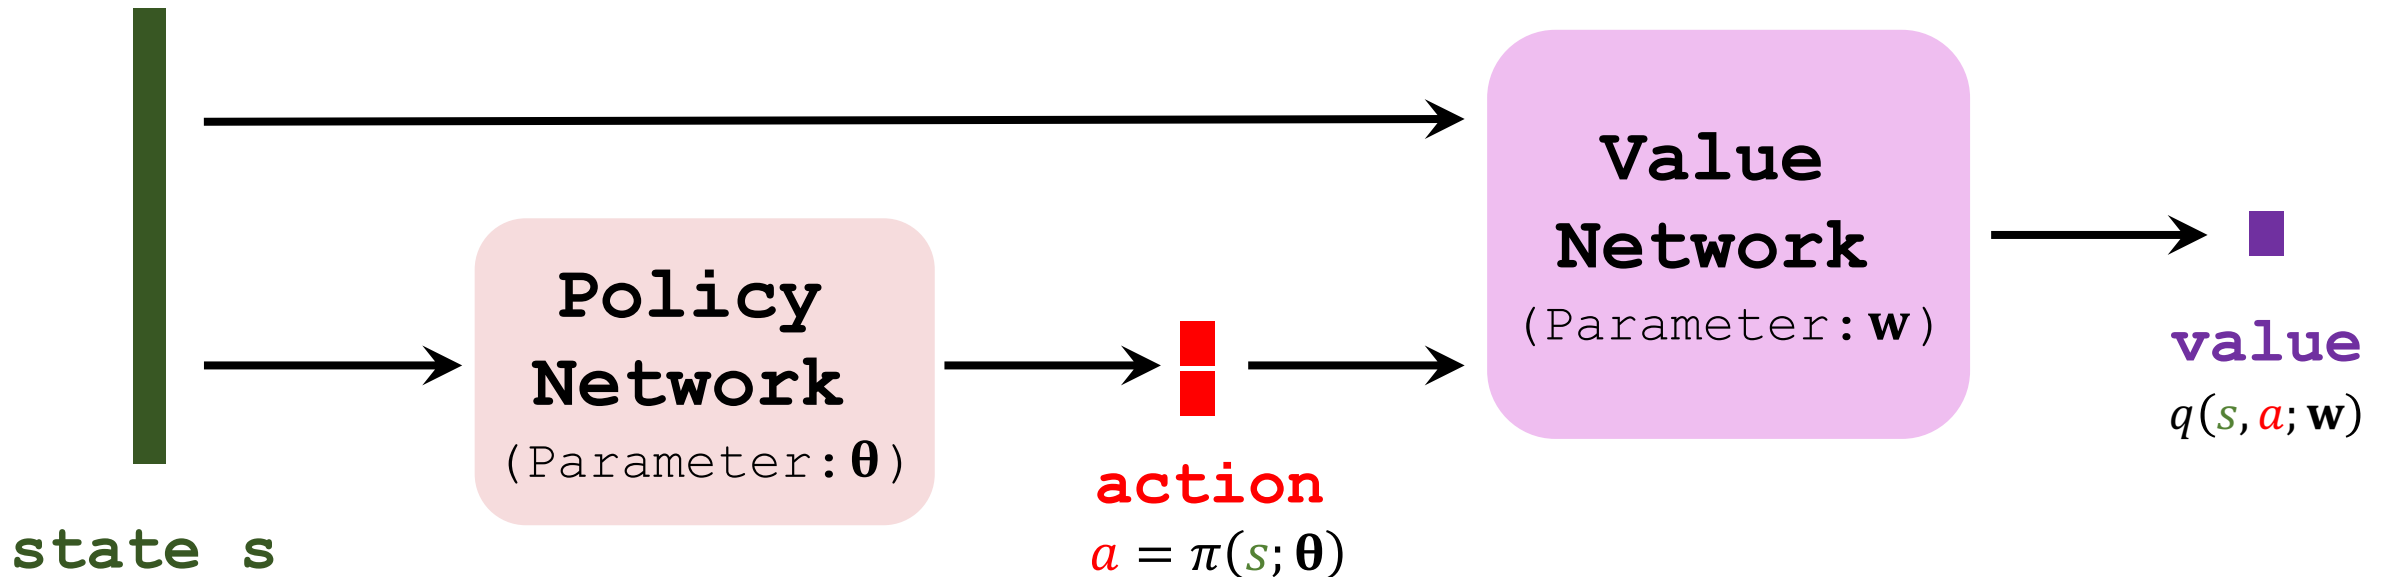 Value
Network
(Parameter: w)
Policy
Network
(Parameter: θ)
value
q(s, a; w)
action
a = π(s; θ)
state s